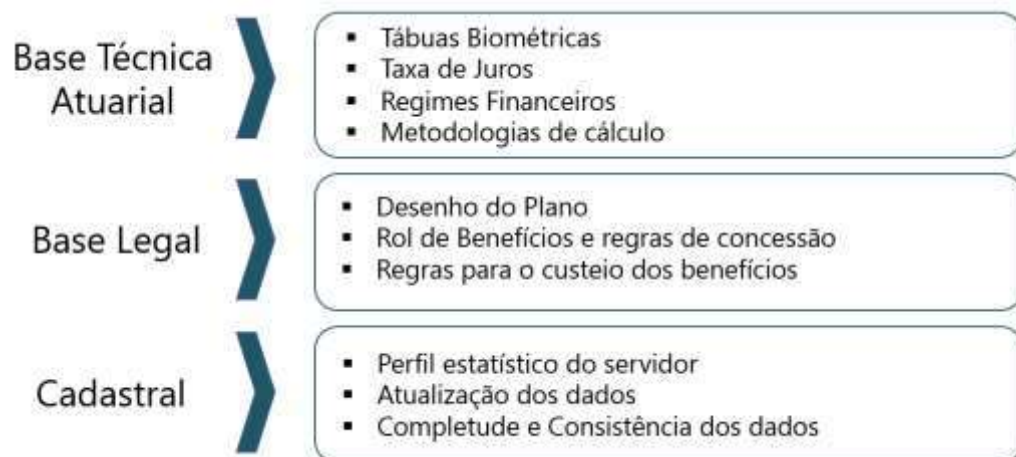 Base Técnica
Atuarial
▪ Tábuas Biométricas
▪ Taxa de Juros
▪ Regimes Financeiros
▪ Metodologias de cálculo
Base Legal
▪ Desenho do Plano
▪ Rol de Benefícios e regras de concessão
▪ Regras para o custeio dos benefícios
Cadastral
▪ Perfil estatístico do servidor
▪ Atualização dos dados
▪ Completude e Consistência dos dados